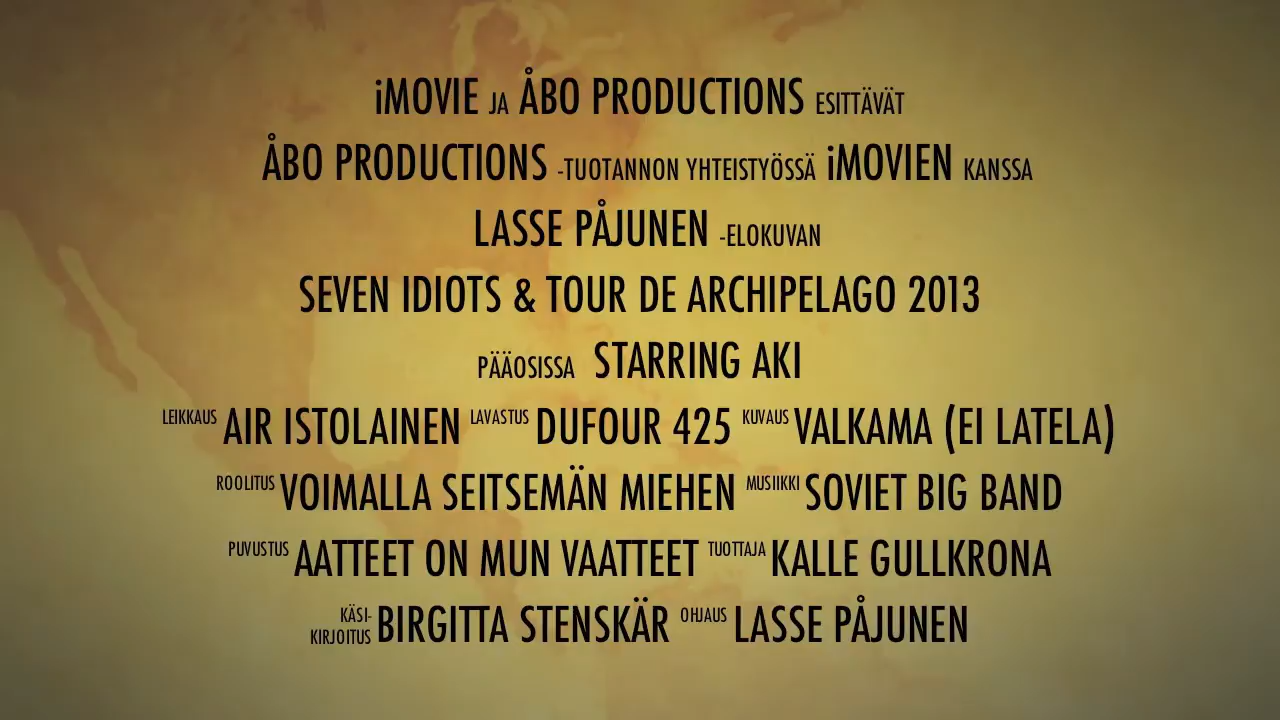 iMOVIE JA ÅBO PRODUCTIONS ESITTÄVÄT
ÅBO PRODUCTIONS -TUOTANNON YHTEISTYÖSSÄ iMOVIEN KANSSA
LASSE PÅJUNEN -ELOKUVAN
SEVEN IDIOTS & TOUR DE ARCHIPELAGO 2013
PÄÄOSISSA STARRING AKI
LEIKKAUS AIR ISTOLAINEN LAVASTUS DUFOUR 425 KUVAUS VALKAMA (EI LATELA)
ROOLITUS VOIMALLA SEITSEMÄN MIEHEN MUSIIKKI SOVIET BIG BAND
PUVUSTUS AATTEET ON MUN VAATTEET TUOTTAJA KALLE GULLKRONA
KÄSI-KIRJOITUS BIRGITTA STENSKÄR OHJAUS LASSE PÅJUNEN